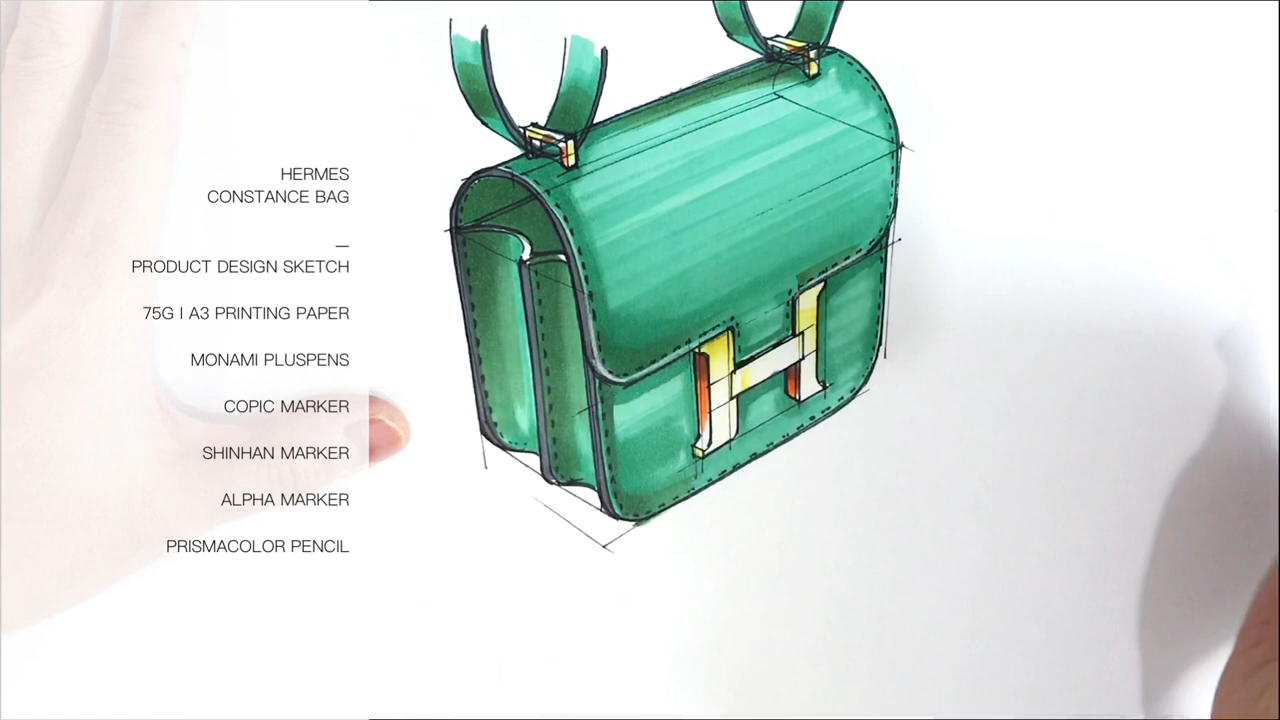 HERMES
CONSTANCE BAG
—
PRODUCT DESIGN SKETCH
75G I A3 PRINTING PAPER
MONAMI PLUSPENS
COPIC MARKER
SHINHAN MARKER
ALPHA MARKER
PRISMACOLOR PENCIL
H